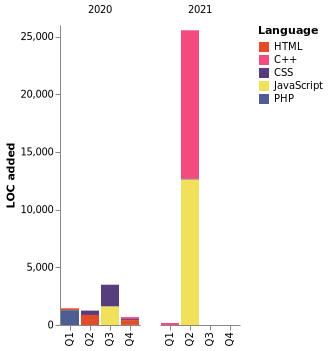 2020 2021
Language
HTML
C++
CSS
JavaScript
PHP
LOC added
25,000
20,000
15,000
10,000
5,000
0
Q1 Q2 Q3 Q4 Q1 Q2 Q3 Q4